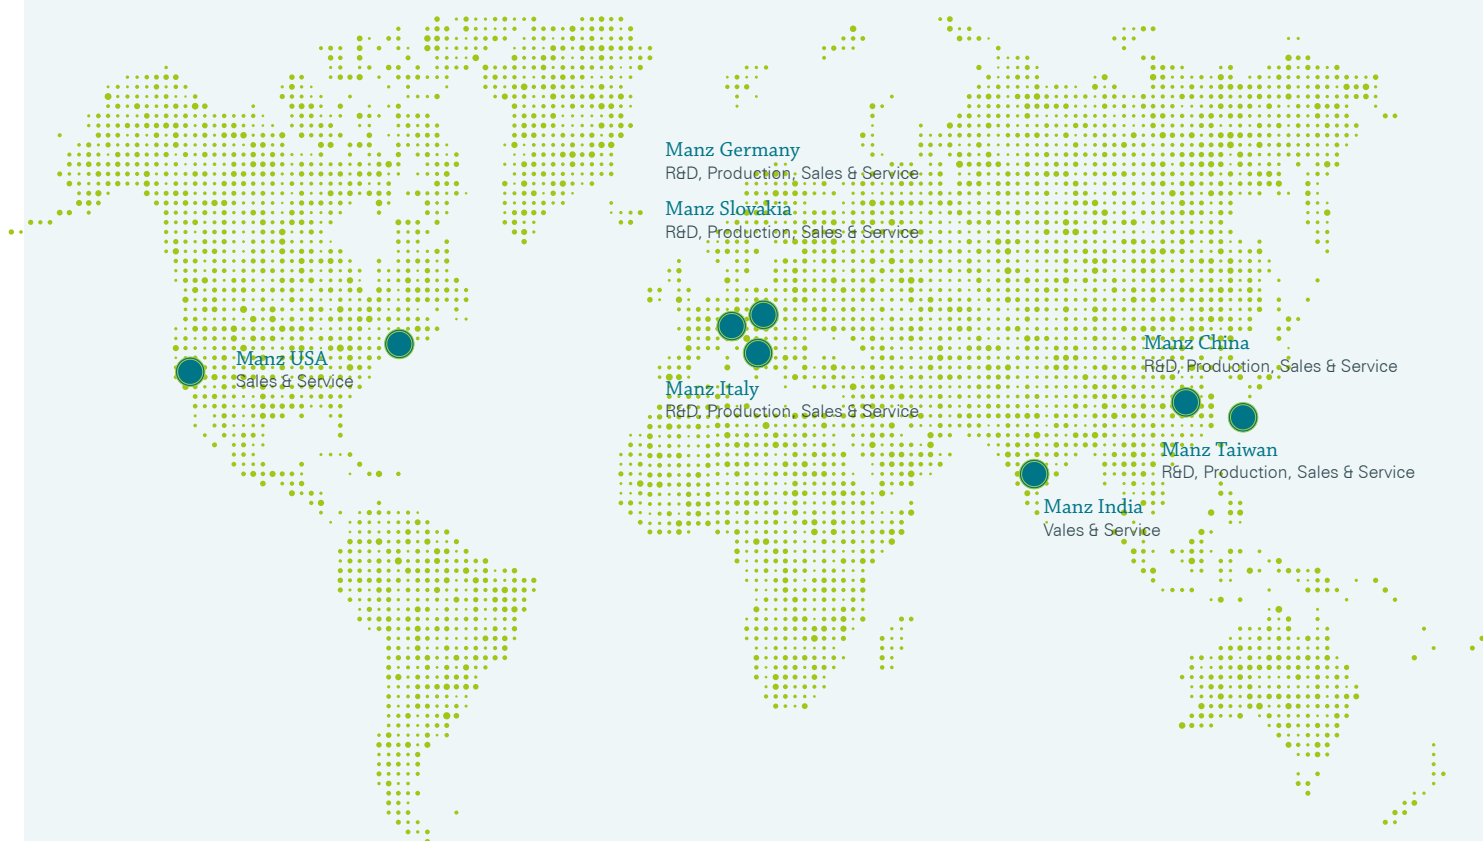 Manz Germany
R&D, Production, Sales & Service
Manz Slovakia
R&D, Production, Sales & Service
Manz USA
Sales & Service
Manz Italy
R&D, Production, Sales & Service
Manz China
R&D, Production, Sales & Service
Manz Taiwan
R&D, Production, Sales & Service
Manz India
Vales & Service